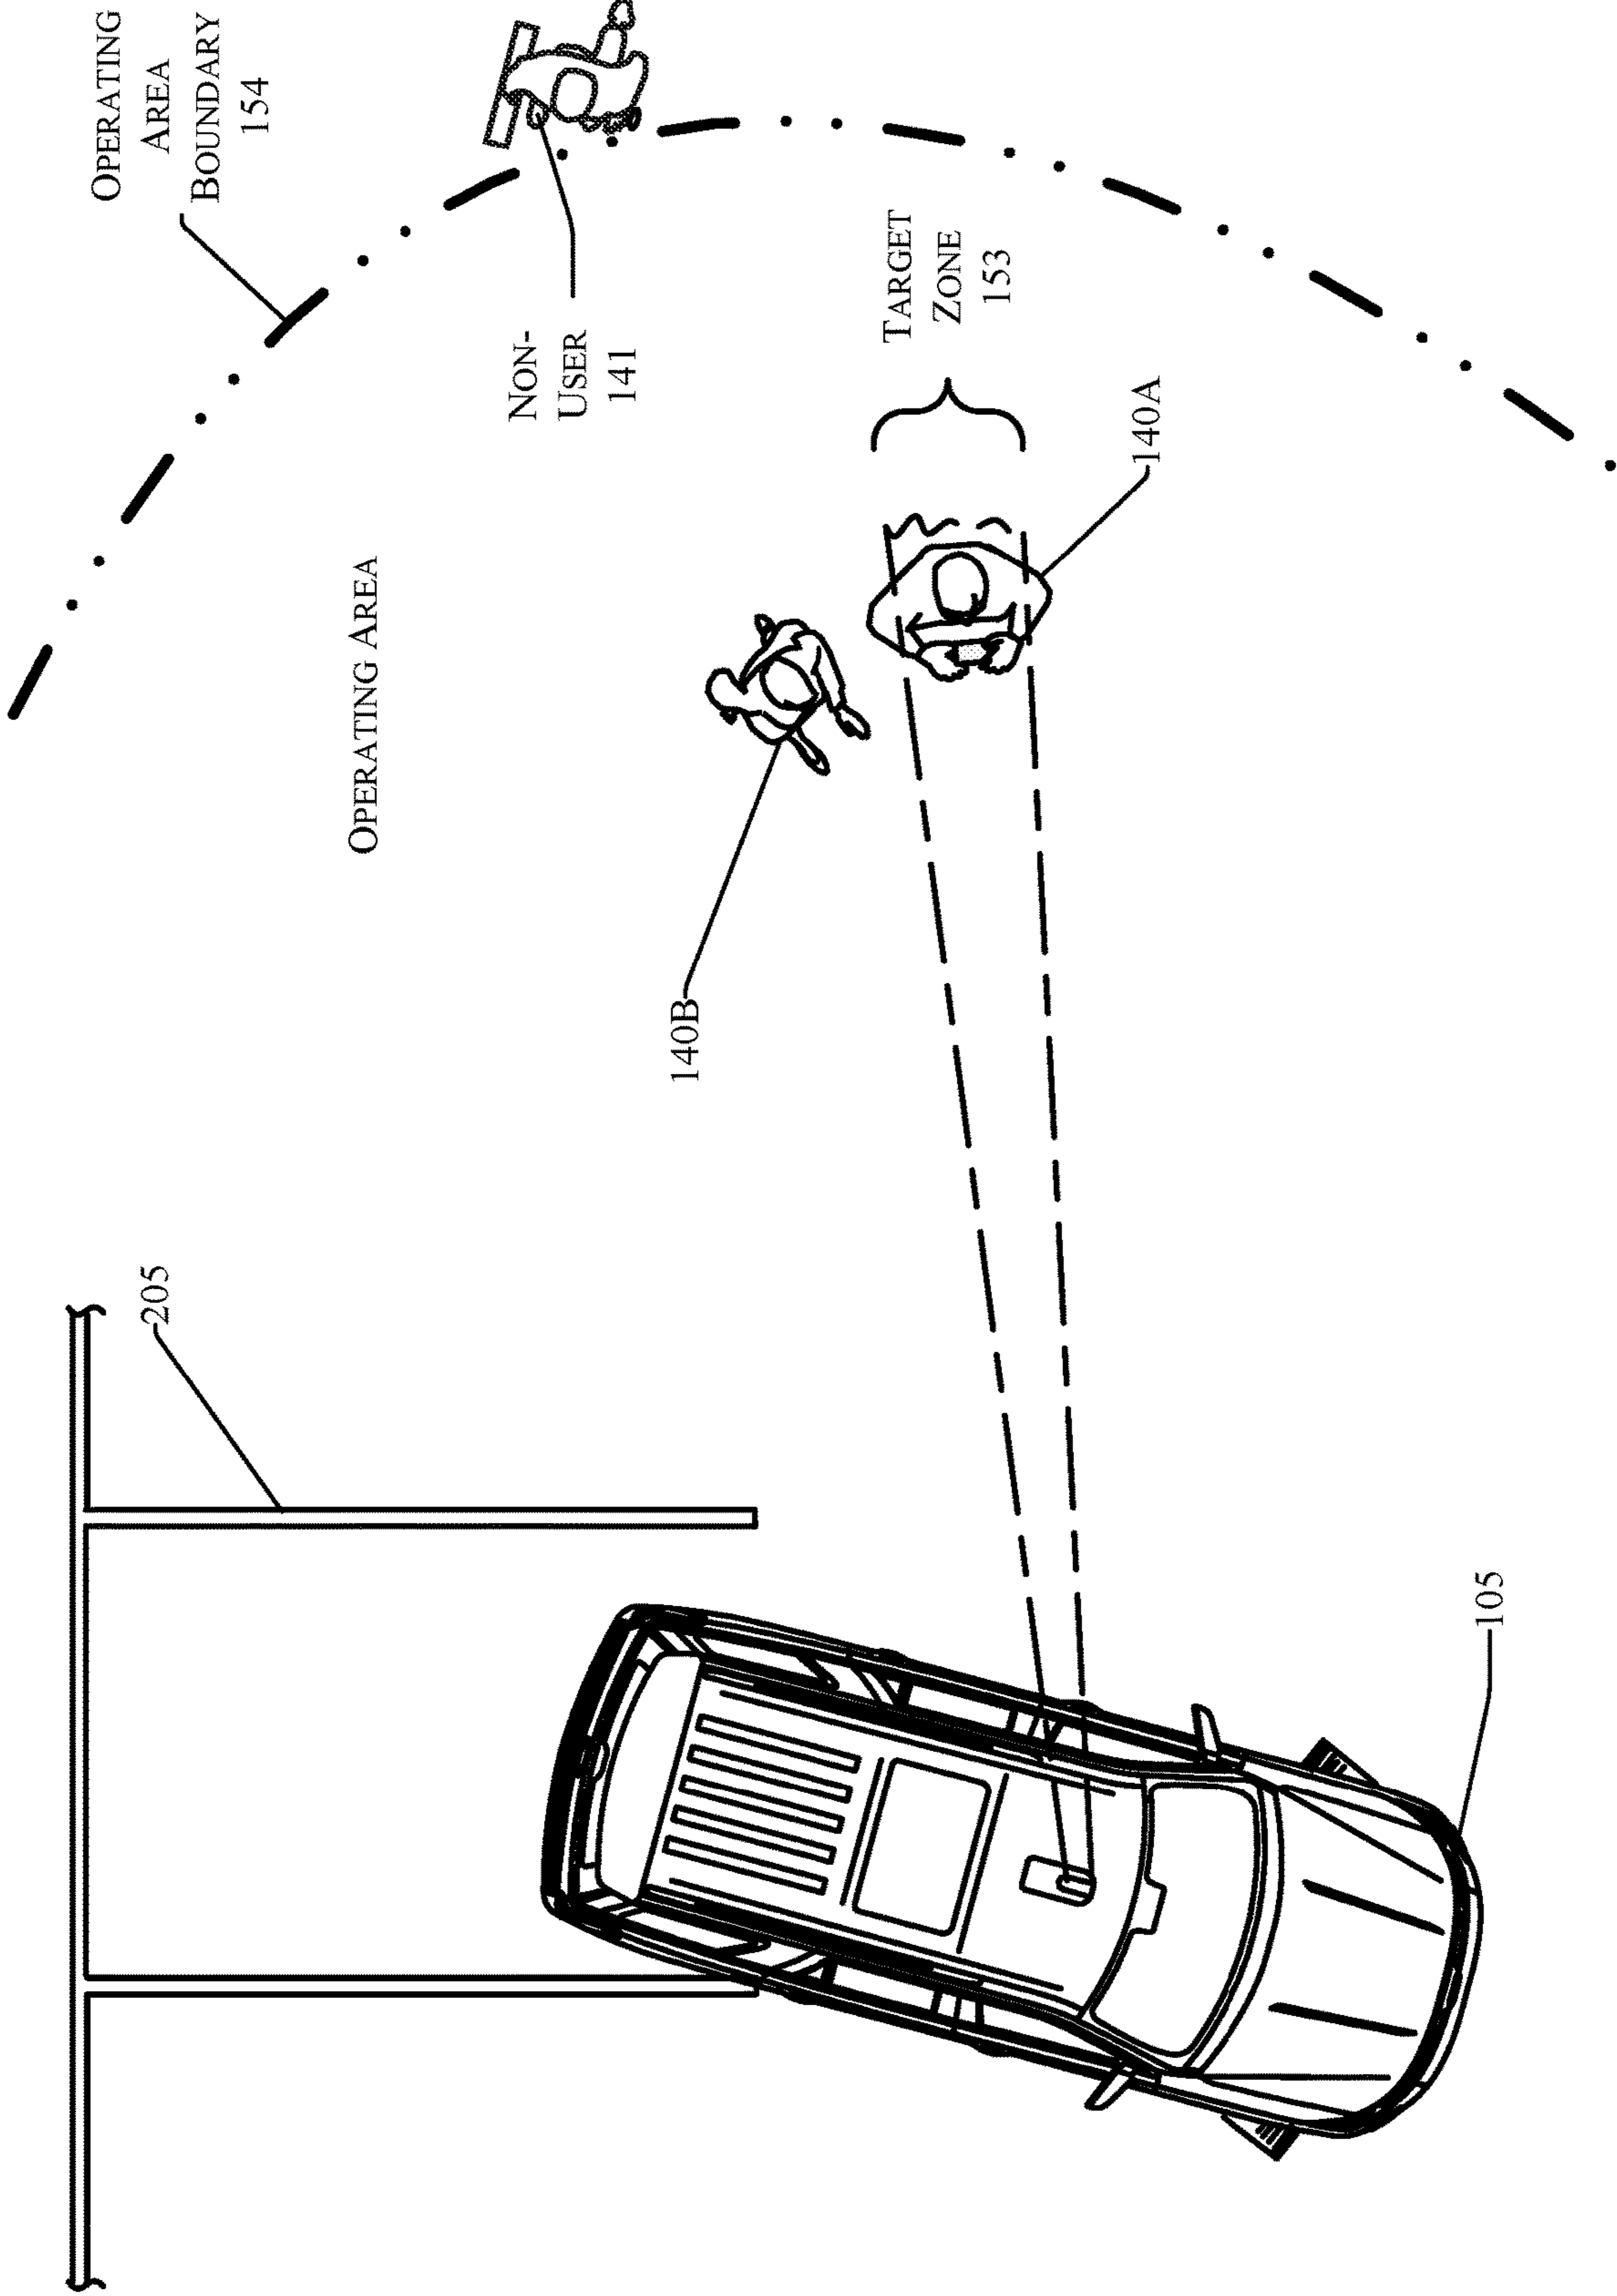 OPERATING
AREA
BOUNDARY
154
NON-
USER
141
OPERATING AREA
TARGET
ZONE
153
140A
140B
205
105